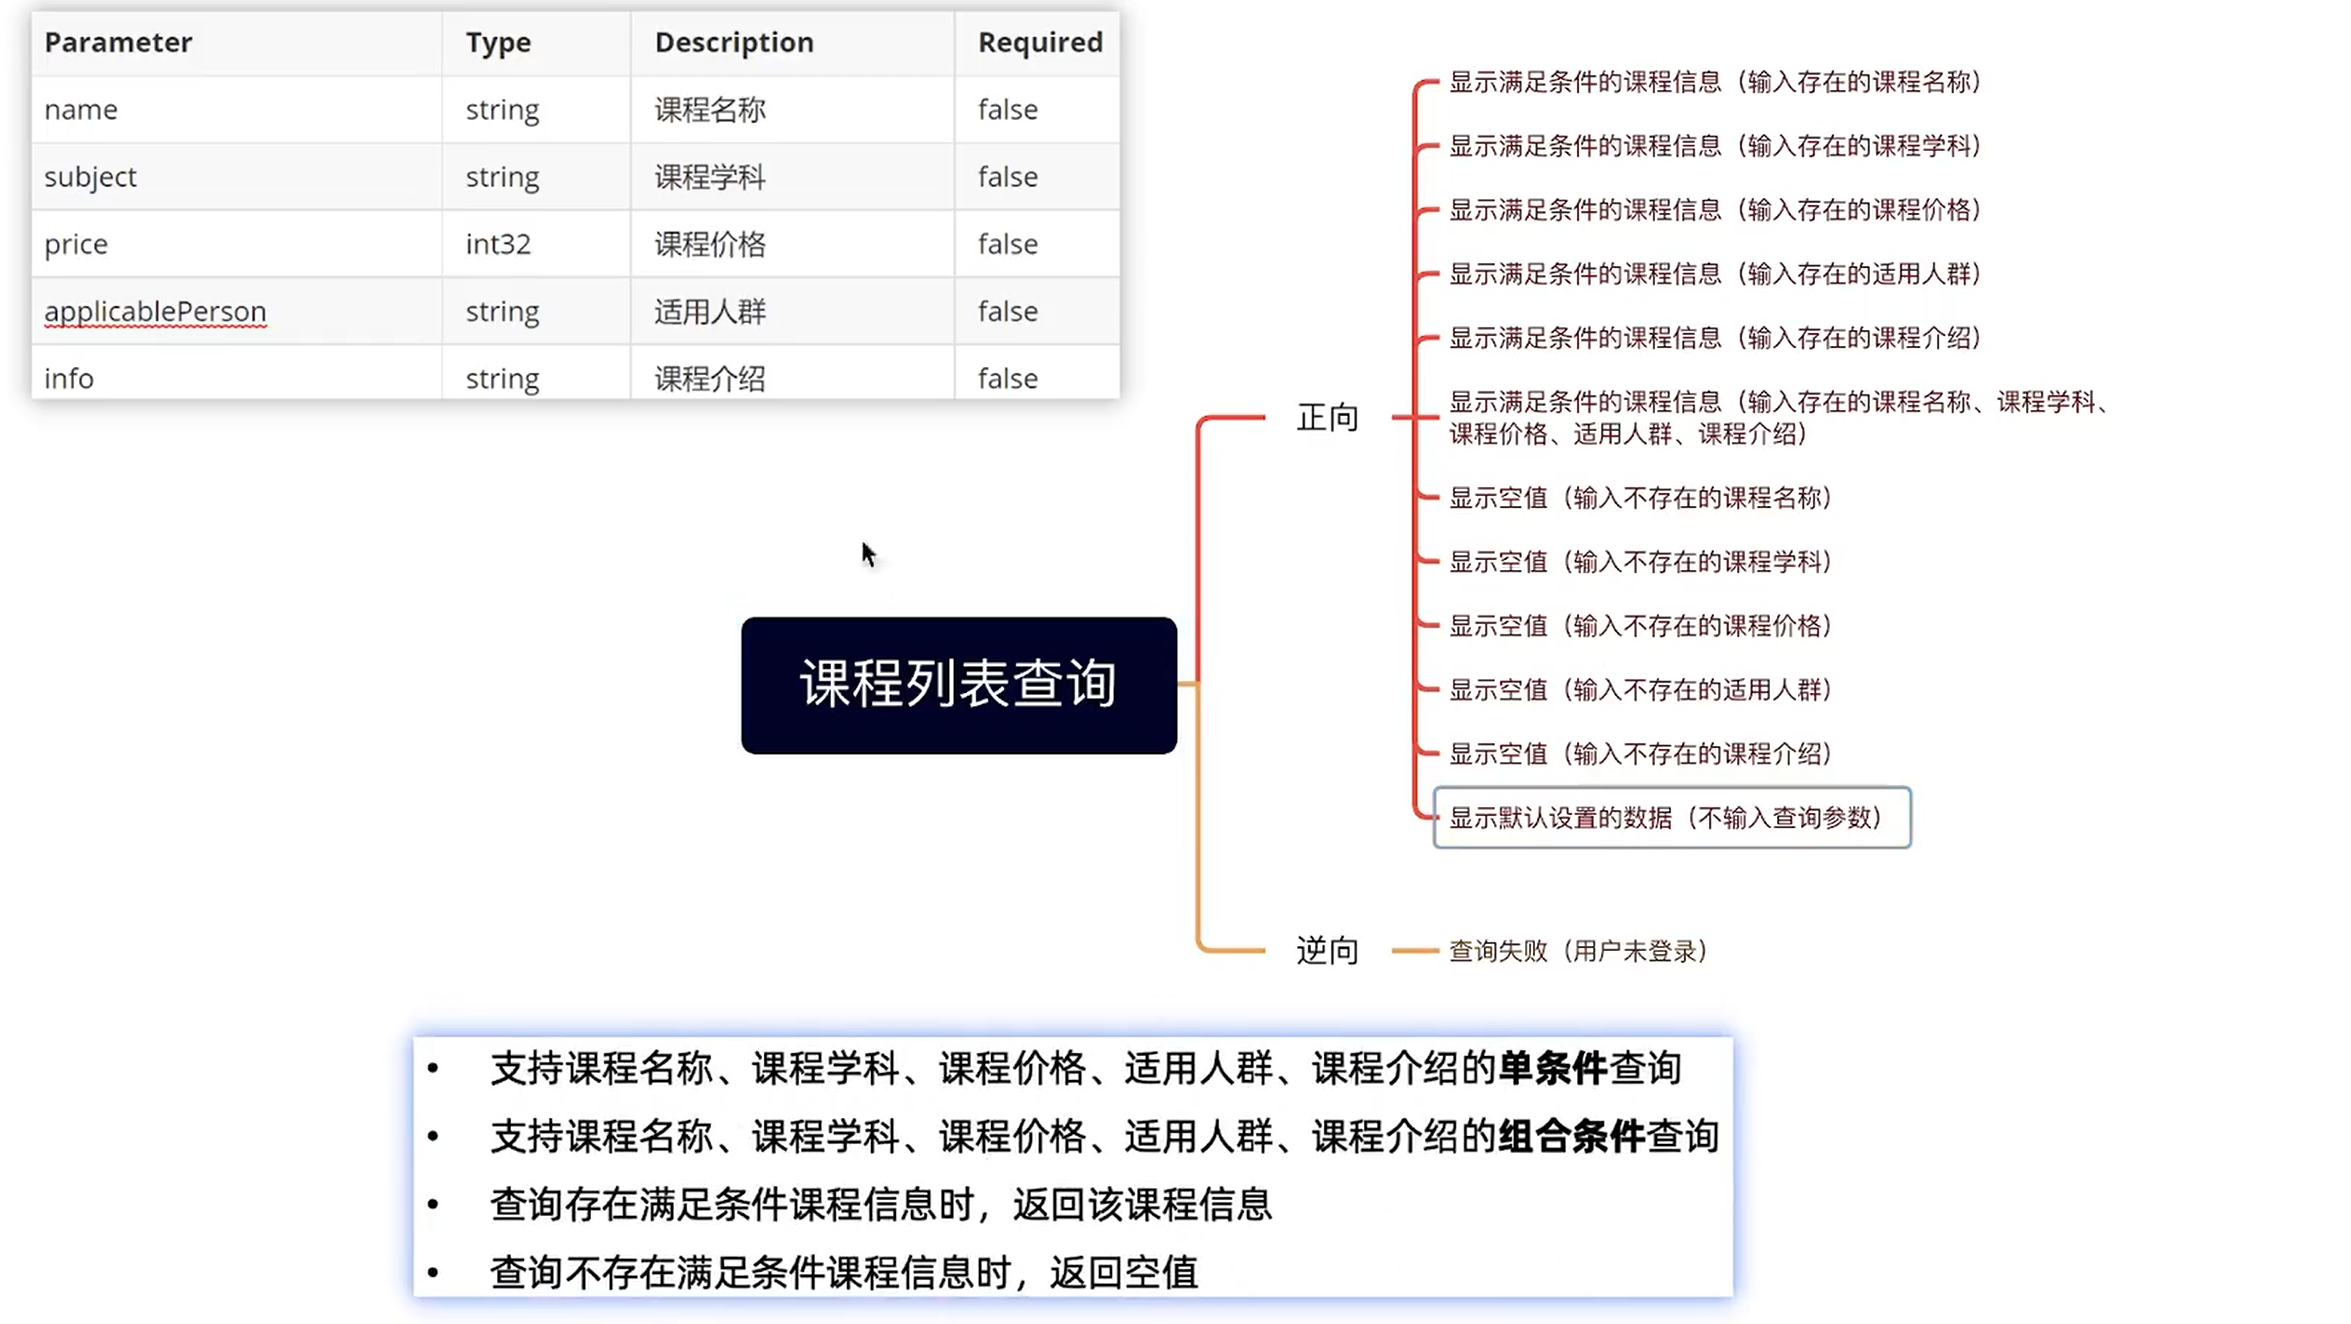 Parameter Type Description Required
name string 课程名称 false
subject string 课程学科 false
price int32 课程价格 false
applicablePerson string 适用人群 false
info string 课程介绍 false
课程列表查询
正向
显示满足条件的课程信息（输入存在的课程名称）
显示满足条件的课程信息（输入存在的课程学科）
显示满足条件的课程信息（输入存在的课程价格）
显示满足条件的课程信息（输入存在的适用人群）
显示满足条件的课程信息（输入存在的课程介绍）
显示满足条件的课程信息（输入存在的课程名称、课程学科、
课程价格、适用人群、课程介绍）
显示空值（输入不存在的课程名称）
显示空值（输入不存在的课程学科）
显示空值（输入不存在的课程价格）
显示空值（输入不存在的适用人群）
显示空值（输入不存在的课程介绍）
显示默认设置的数据（不输入查询参数）
逆向
查询失败（用户未登录）
• 支持课程名称、课程学科、课程价格、适用人群、课程介绍的单条件查询
• 支持课程名称、课程学科、课程价格、适用人群、课程介绍的组合条件查询
• 查询存在满足条件课程信息时，返回该课程信息
• 查询不存在满足条件课程信息时，返回空值